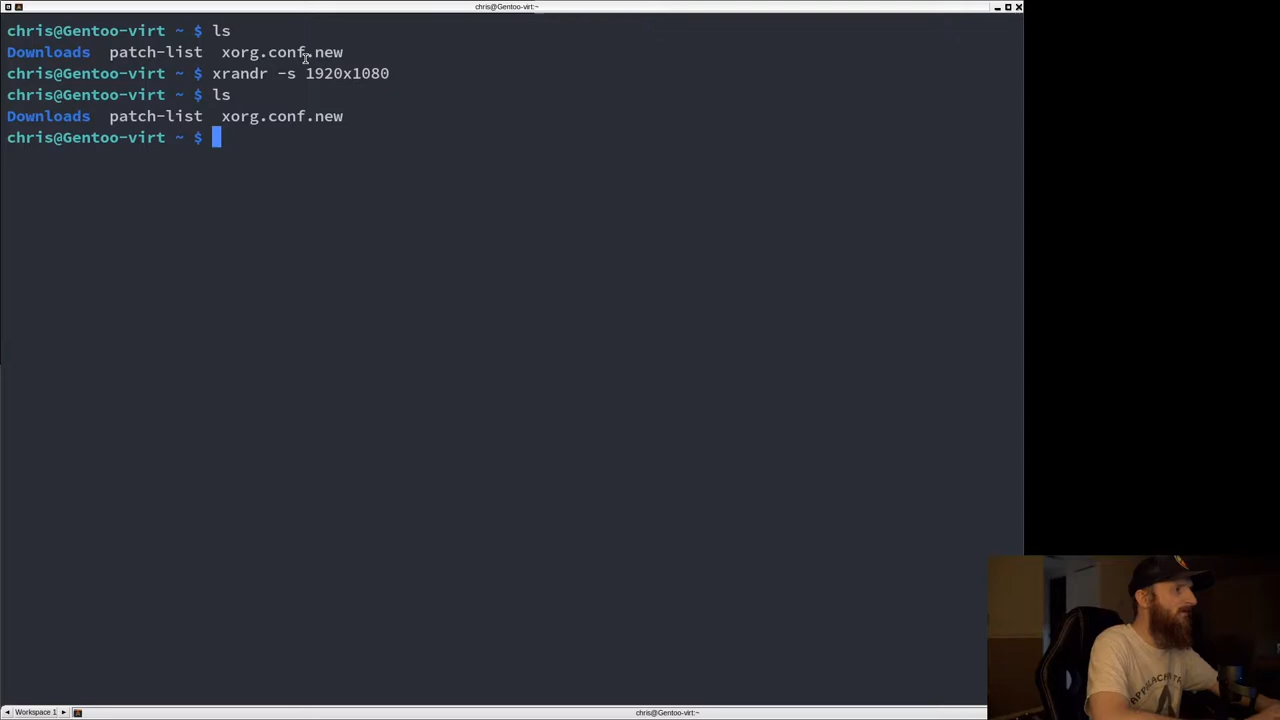 chris@Gentoo-virt:~
chris@Gentoo-virt ~ $ ls
Downloads patch-list xorg.conf.new
chris@Gentoo-virt ~ $ xrandr -s 1920x1080
chris@Gentoo-virt ~ $ ls
Downloads patch-list xorg.conf.new
chris@Gentoo-virt ~ $
Workspace 1
chris@Gentoo-virt:~